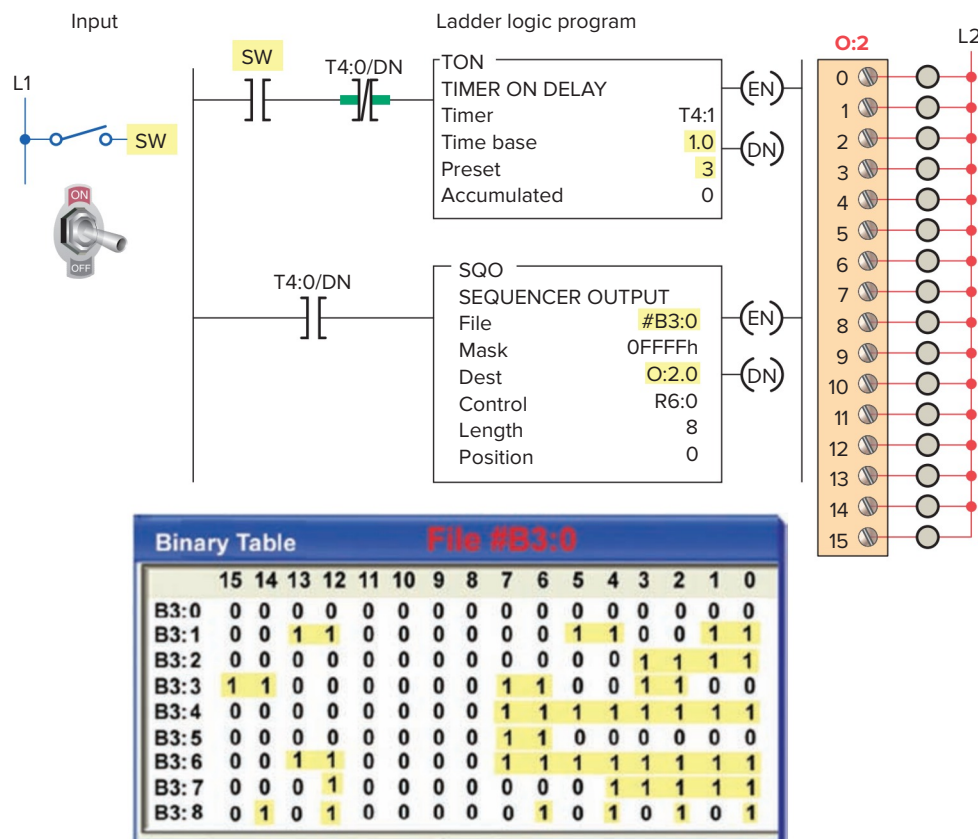 Input
Ladder logic program
L1
SW
ON
OFF
SW
T4:0/DN
TON
TIMER ON DELAY
Timer T4:1
Time base 1.0
Preset 3
Accumulated 0
EN
DN
T4:0/DN
SQO
SEQUENCER OUTPUT
File #B3:0
Mask 0FFFFh
Dest O:2.0
Control R6:0
Length 8
Position 0
EN
DN
O:2
L2
0
1
2
3
4
5
6
7
8
9
10
11
12
13
14
15
Binary Table File #B3:0
15 14 13 12 11 10 9 8 7 6 5 4 3 2 1 0
B3:0 0 0 0 0 0 0 0 0 0 0 0 0 0 0 0 0
B3:1 0 0 1 1 0 0 0 0 0 0 1 1 0 0 1 1
B3:2 0 0 0 0 0 0 0 0 0 0 0 0 1 1 1 1
B3:3 1 1 0 0 0 0 0 0 1 1 0 0 1 1 0 0
B3:4 0 0 0 0 0 0 0 0 1 1 1 1 1 1 1 1
B3:5 0 0 0 0 0 0 0 0 1 1 0 0 0 0 0 0
B3:6 0 0 1 1 0 0 0 0 1 1 1 1 1 1 1 1
B3:7 0 0 0 1 0 0 0 0 0 0 0 1 1 1 1 1
B3:8 0 1 0 1 0 0 0 0 0 1 0 1 0 1 0 1